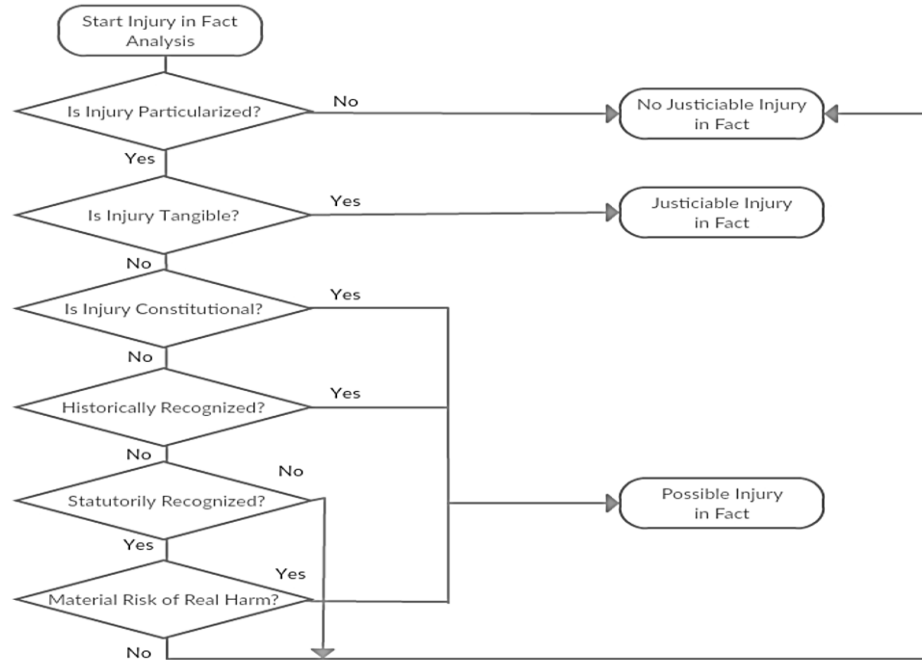 Start Injury in Fact
Analysis
Is Injury Particularized?
No
No Justiciable Injury
in Fact
Yes
Is Injury Tangible?
Yes
Justiciable Injury
in Fact
No
Is Injury Constitutional?
Yes
No
Historically Recognized?
Yes
No
No
Statutorily Recognized?
Possible Injury
in Fact
Yes
Yes
Material Risk of Real Harm?
No